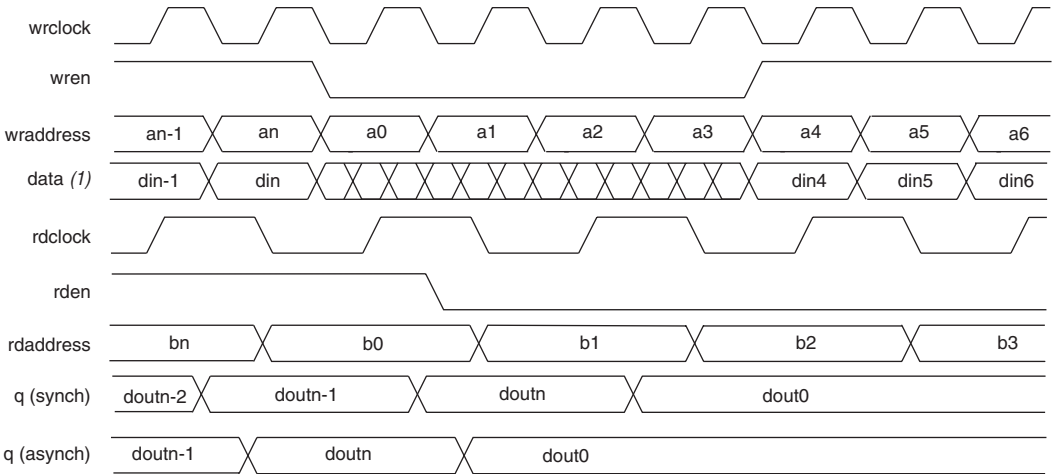 wrclock
wren
wraddress an-1 an a0 a1 a2 a3 a4 a5 a6
data (1) din-1 din din4 din5 din6
rdclock
rden
rdaddress bn b0 b1 b2 b3
q (synch) doutn-2 doutn-1 doutn dout0
q (asynch) doutn-1 doutn dout0